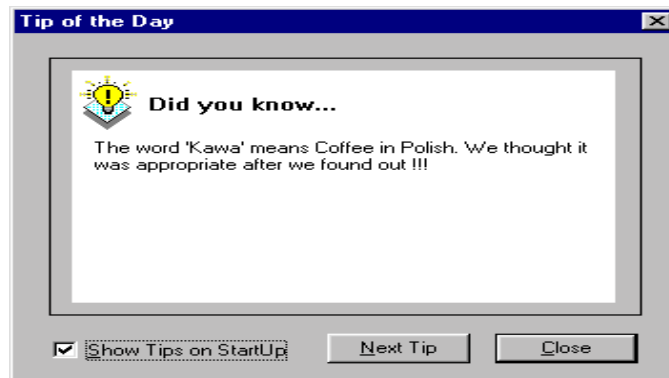 Tip of the Day
Did you know...
The word 'Kawa' means Coffee in Polish. We thought it
was appropriate after we found out !!!
Show Tips on StartUp
Next Tip
Close